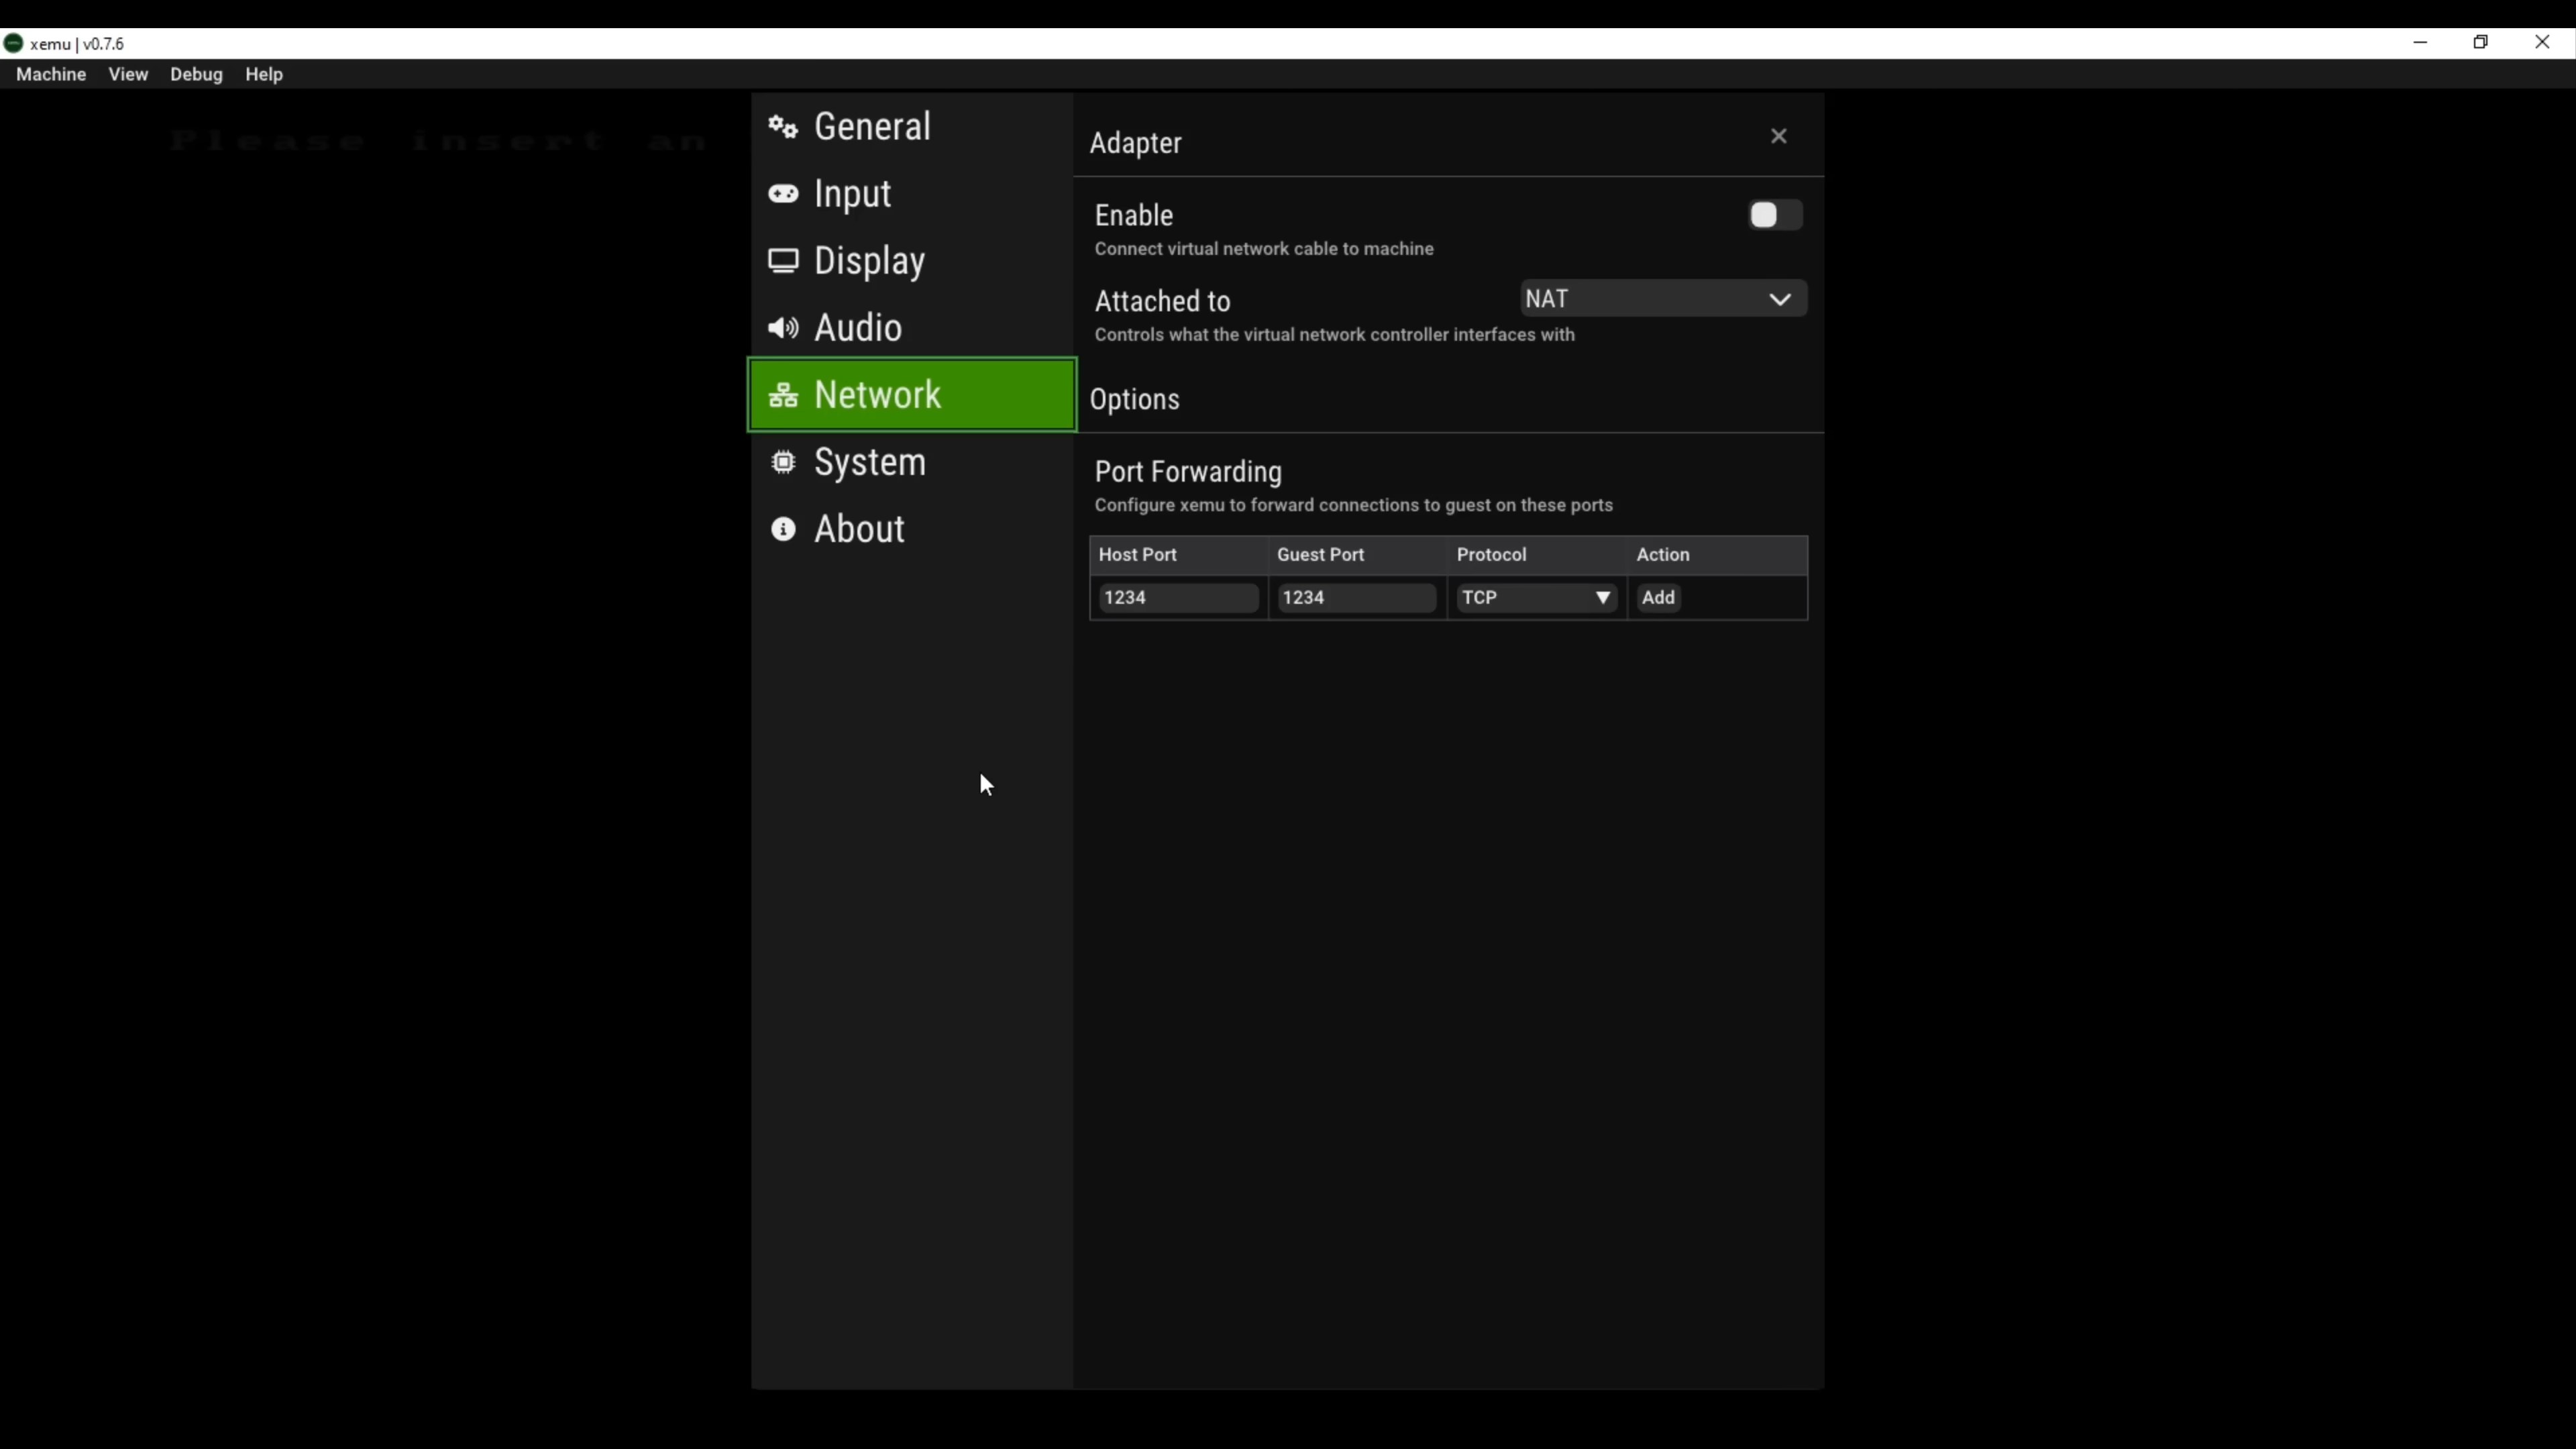 xemu | v0.7.6
Machine View Debug Help
Please insert an
General
Input
Display
Audio
Network
System
About
Adapter
Enable
Connect virtual network cable to machine
Attached to NAT
Controls what the virtual network controller interfaces with
Options
Port Forwarding
Configure xemu to forward connections to guest on these ports
Host Port Guest Port Protocol Action
1234 1234 TCP Add